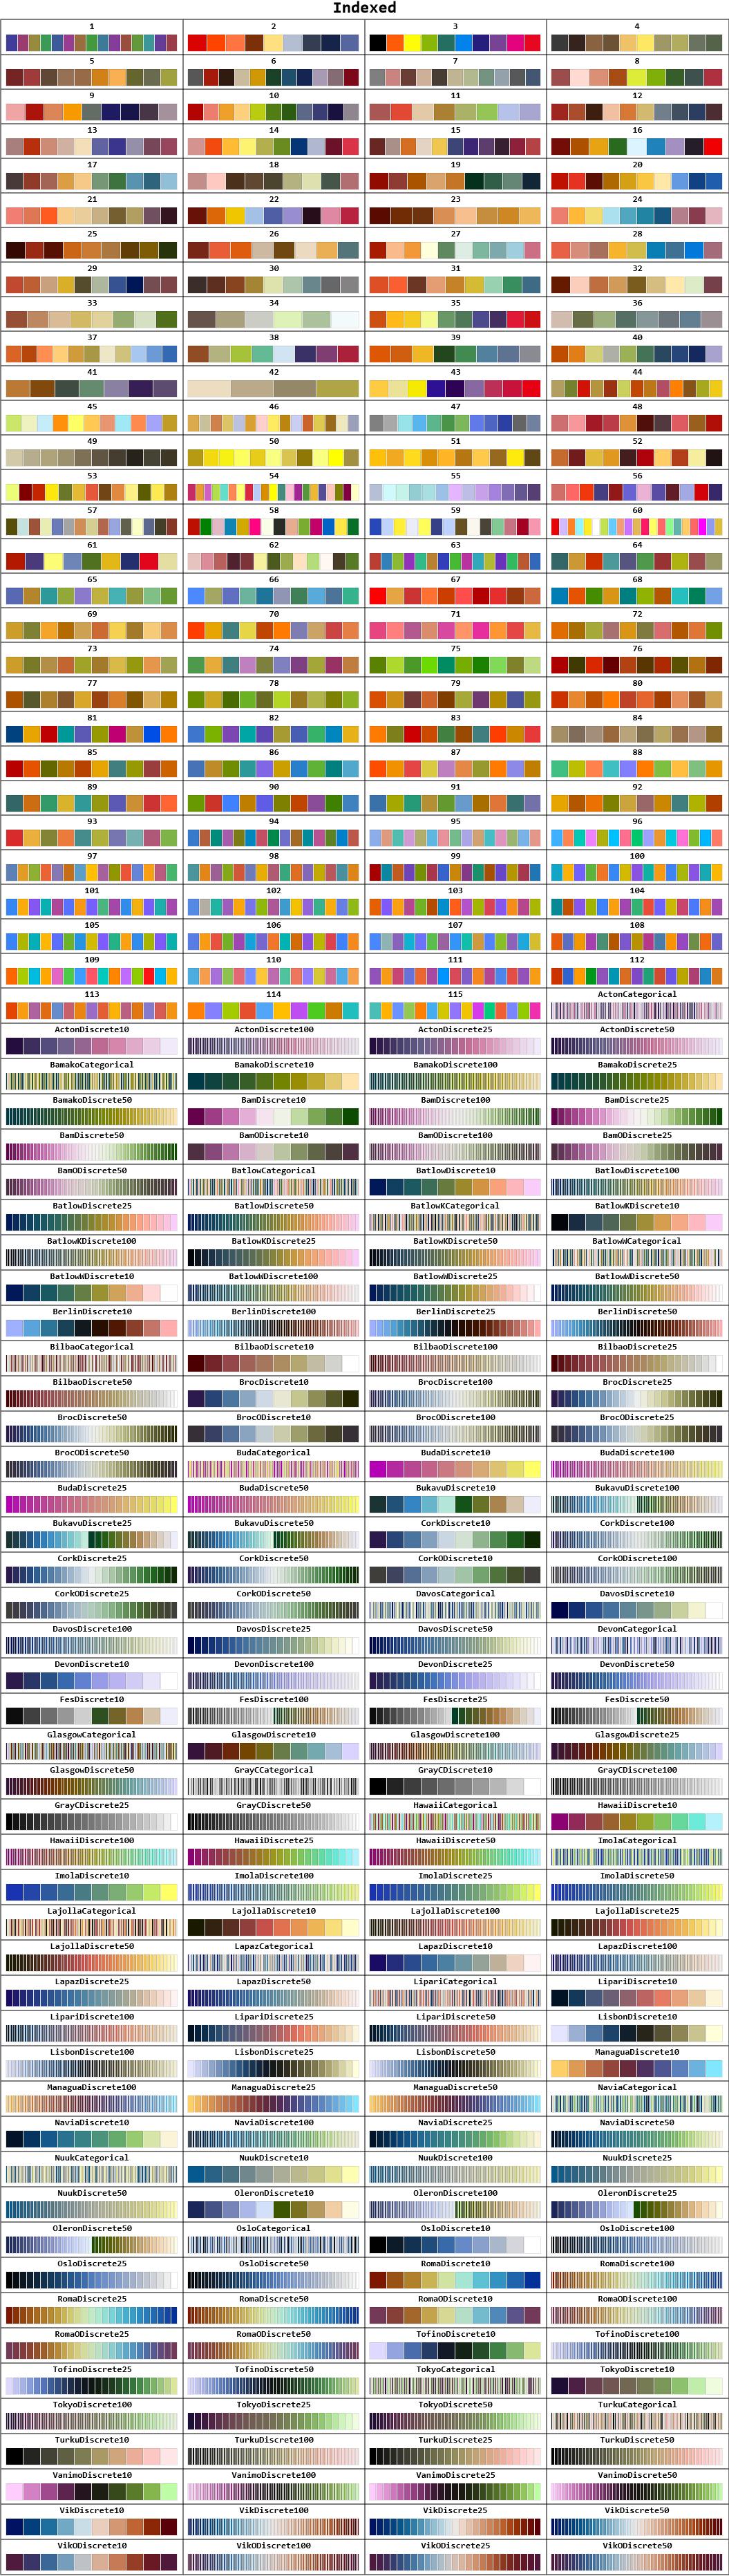 Indexed
1 2 3 4
5 6 7 8
9 10 11 12
13 14 15 16
17 18 19 20
21 22 23 24
25 26 27 28
29 30 31 32
33 34 35 36
37 38 39 40
41 42 43 44
45 46 47 48
49 50 51 52
53 54 55 56
57 58 59 60
61 62 63 64
65 66 67 68
69 70 71 72
73 74 75 76
77 78 79 80
81 82 83 84
85 86 87 88
89 90 91 92
93 94 95 96
97 98 99 100
101 102 103 104
105 106 107 108
109 110 111 112
113 114 115 ActonCategorical
ActonDiscrete10 ActonDiscrete100 ActonDiscrete25 ActonDiscrete50
BamakoCategorical BamakoDiscrete10 BamakoDiscrete100 BamakoDiscrete25
BamakoDiscrete50 BamDiscrete10 BamDiscrete100 BamDiscrete25
BamDiscrete50 BamODiscrete10 BamODiscrete100 BamODiscrete25
BamODiscrete50 BatlowCategorical BatlowDiscrete10 BatlowDiscrete100
BatlowDiscrete25 BatlowDiscrete50 BatlowKCategorical BatlowKDiscrete10
BatlowKDiscrete100 BatlowKDiscrete25 BatlowKDiscrete50 BatlowWCategorical
BatlowWDiscrete10 BatlowWDiscrete100 BatlowWDiscrete25 BatlowWDiscrete50
BerlinDiscrete10 BerlinDiscrete100 BerlinDiscrete25 BerlinDiscrete50
BilbaoCategorical BilbaoDiscrete10 BilbaoDiscrete100 BilbaoDiscrete25
BilbaoDiscrete50 BrocDiscrete10 BrocDiscrete100 BrocDiscrete25
BrocDiscrete50 BrocODiscrete10 BrocODiscrete100 BrocODiscrete25
BrocODiscrete50 BudaCategorical BudaDiscrete10 BudaDiscrete100
BudaDiscrete25 BudaDiscrete50 BukavuDiscrete10 BukavuDiscrete100
BukavuDiscrete25 BukavuDiscrete50 CorkDiscrete10 CorkDiscrete100
CorkDiscrete25 CorkDiscrete50 CorkODiscrete10 CorkODiscrete100
CorkODiscrete25 CorkODiscrete50 DavosCategorical DavosDiscrete10
DavosDiscrete100 DavosDiscrete25 DavosDiscrete50 DevonCategorical
DevonDiscrete10 DevonDiscrete100 DevonDiscrete25 DevonDiscrete50
FesDiscrete10 FesDiscrete100 FesDiscrete25 FesDiscrete50
GlasgowCategorical GlasgowDiscrete10 GlasgowDiscrete100 GlasgowDiscrete25
GlasgowDiscrete50 GrayCCategorical GrayCDiscrete10 GrayCDiscrete100
GrayCDiscrete25 GrayCDiscrete50 HawaiiCategorical HawaiiDiscrete10
HawaiiDiscrete100 HawaiiDiscrete25 HawaiiDiscrete50 ImolaCategorical
ImolaDiscrete10 ImolaDiscrete100 ImolaDiscrete25 ImolaDiscrete50
LajollaCategorical LajollaDiscrete10 LajollaDiscrete100 LajollaDiscrete25
LajollaDiscrete50 LapazCategorical LapazDiscrete10 LapazDiscrete100
LapazDiscrete25 LapazDiscrete50 LipariCategorical LipariDiscrete10
LipariDiscrete100 LipariDiscrete25 LipariDiscrete50 LisbonDiscrete10
LisbonDiscrete100 LisbonDiscrete25 LisbonDiscrete50 ManaguaDiscrete10
ManaguaDiscrete100 ManaguaDiscrete25 ManaguaDiscrete50 NaviaCategorical
NaviaDiscrete10 NaviaDiscrete100 NaviaDiscrete25 NaviaDiscrete50
NuukCategorical NuukDiscrete10 NuukDiscrete100 NuukDiscrete25
NuukDiscrete50 OleronDiscrete10 OleronDiscrete100 OleronDiscrete25
OleronDiscrete50 OsloCategorical OsloDiscrete10 OsloDiscrete100
OsloDiscrete25 OsloDiscrete50 RomaDiscrete10 RomaDiscrete100
RomaDiscrete25 RomaDiscrete50 RomaODiscrete10 RomaODiscrete100
RomaODiscrete25 RomaODiscrete50 TofinoDiscrete10 TofinoDiscrete100
TofinoDiscrete25 TofinoDiscrete50 TokyoCategorical TokyoDiscrete10
TokyoDiscrete100 TokyoDiscrete25 TokyoDiscrete50 TurkuCategorical
TurkuDiscrete10 TurkuDiscrete100 TurkuDiscrete25 TurkuDiscrete50
VanimoDiscrete10 VanimoDiscrete100 VanimoDiscrete25 VanimoDiscrete50
VikDiscrete10 VikDiscrete100 VikDiscrete25 VikDiscrete50
VikODiscrete10 VikODiscrete100 VikODiscrete25 VikODiscrete50